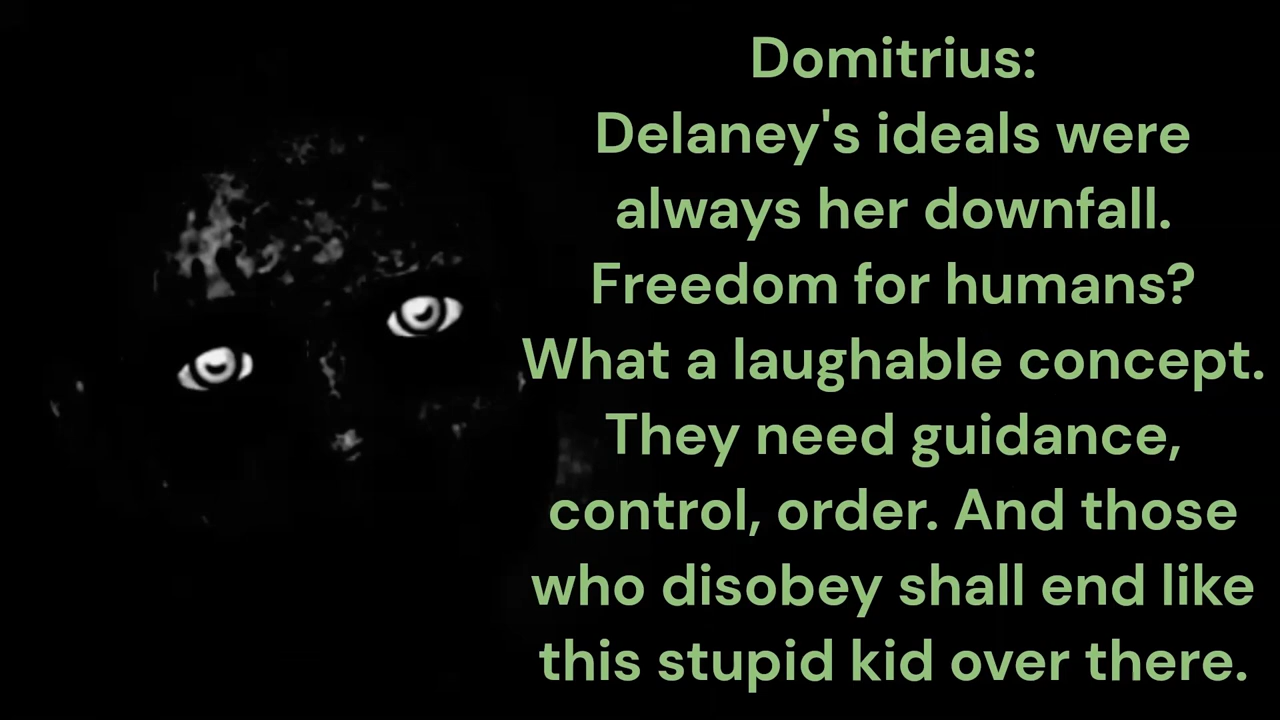 Domitrius:
Delaney's ideals were
always her downfall.
Freedom for humans?
What a laughable concept.
They need guidance,
control, order. And those
who disobey shall end like
this stupid kid over there.